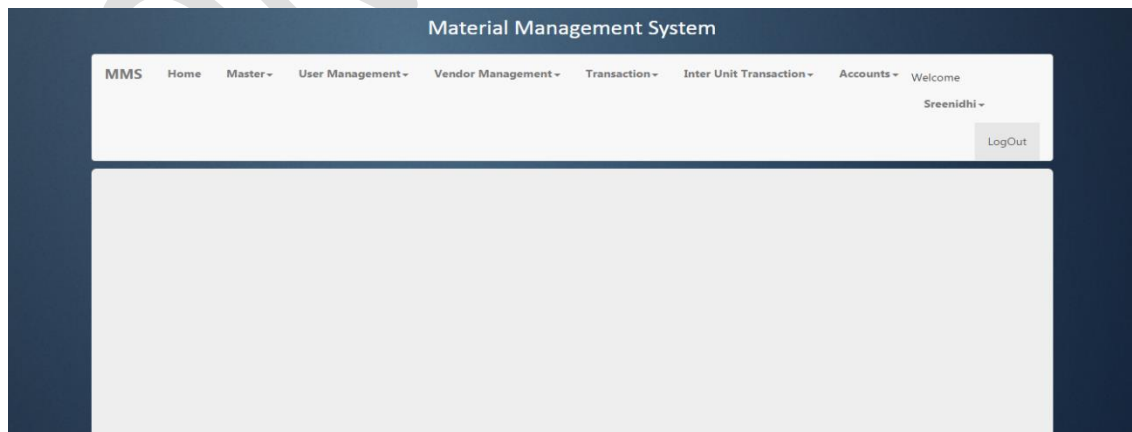 Material Management System
MMS Home Master User Management Vendor Management Transaction Inter Unit Transaction Accounts Welcome
Sreenidhi
LogOut